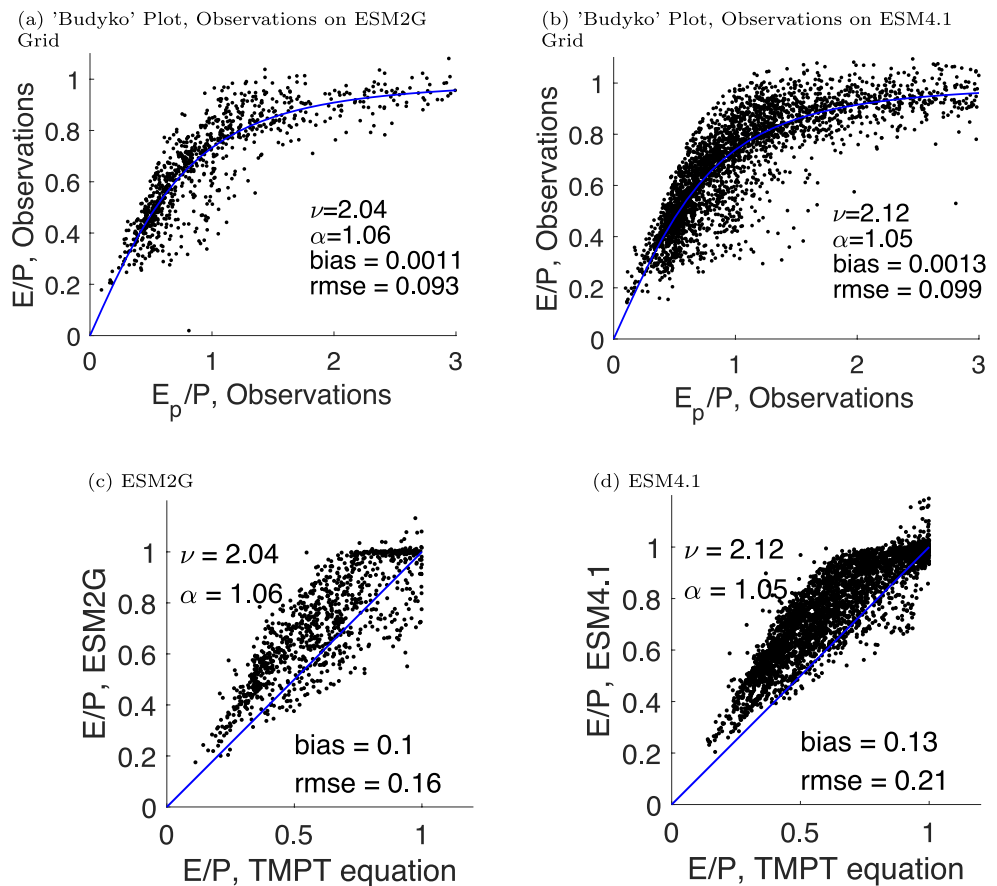 (a) 'Budyko' Plot, Observations on ESM2G
Grid
1
0.8
0.6
0.4
0.2
0
E/P, Observations
ν=2.04
α=1.06
bias = 0.0011
rmse = 0.093
0 1 2 3
E_p/P, Observations
(b) 'Budyko' Plot, Observations on ESM4.1
Grid
1
0.8
0.6
0.4
0.2
0
E/P, Observations
ν=2.12
α=1.05
bias = 0.0013
rmse = 0.099
0 1 2 3
E_p/P, Observations
(c) ESM2G
1
0.8
0.6
0.4
0.2
0
E/P, ESM2G
ν = 2.04
α = 1.06
bias = 0.1
rmse = 0.16
0 0.5 1
E/P, TMPT equation
(d) ESM4.1
1
0.8
0.6
0.4
0.2
0
E/P, ESM4.1
ν = 2.12
α = 1.05
bias = 0.13
rmse = 0.21
0 0.5 1
E/P, TMPT equation